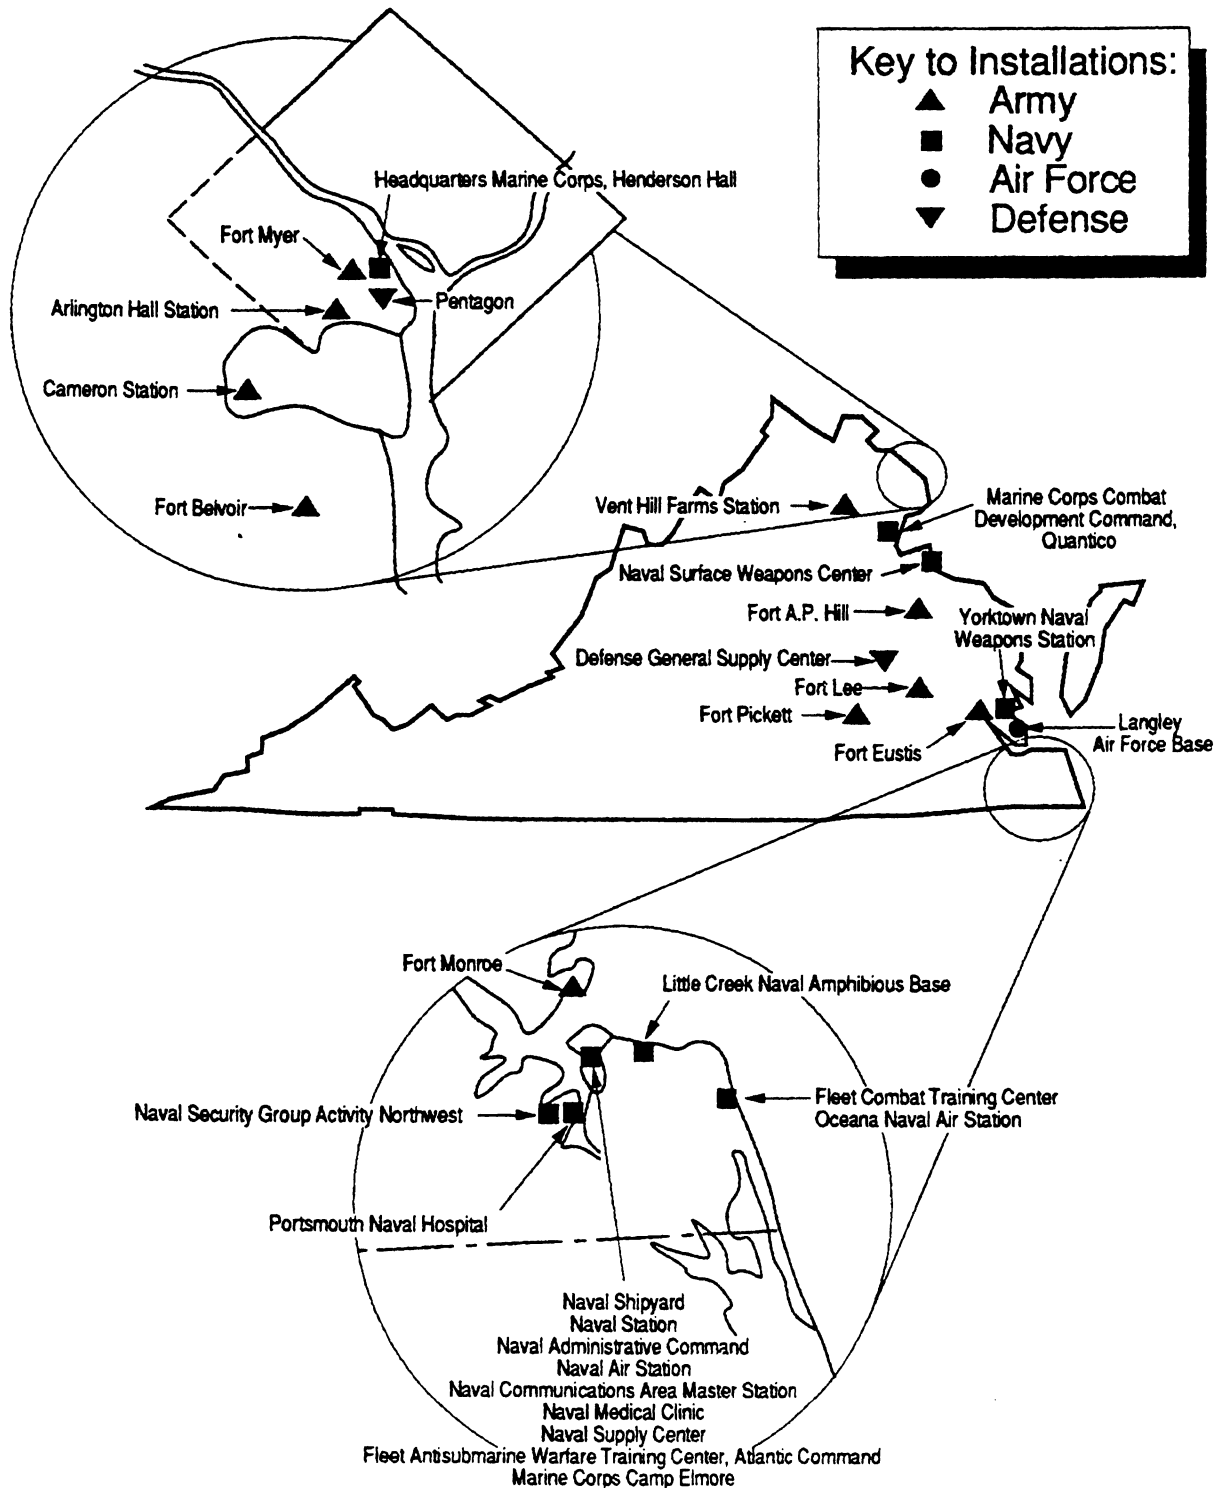 Key to Installations:
Army
Navy
Air Force
Defense
Headquarters Marine Corps, Henderson Hall
Fort Myer
Arlington Hall Station
Pentagon
Cameron Station
Fort Belvoir
Vent Hill Farms Station
Marine Corps Combat
Development Command,
Quantico
Naval Surface Weapons Center
Fort A.P. Hill
Yorktown Naval
Weapons Station
Defense General Supply Center
Fort Lee
Fort Pickett
Fort Eustis
Langley
Air Force Base
Fort Monroe
Little Creek Naval Amphibious Base
Naval Security Group Activity Northwest
Fleet Combat Training Center
Oceana Naval Air Station
Portsmouth Naval Hospital
Naval Shipyard
Naval Station
Naval Administrative Command
Naval Air Station
Naval Communications Area Master Station
Naval Medical Clinic
Naval Supply Center
Fleet Antisubmarine Warfare Training Center, Atlantic Command
Marine Corps Camp Elmore